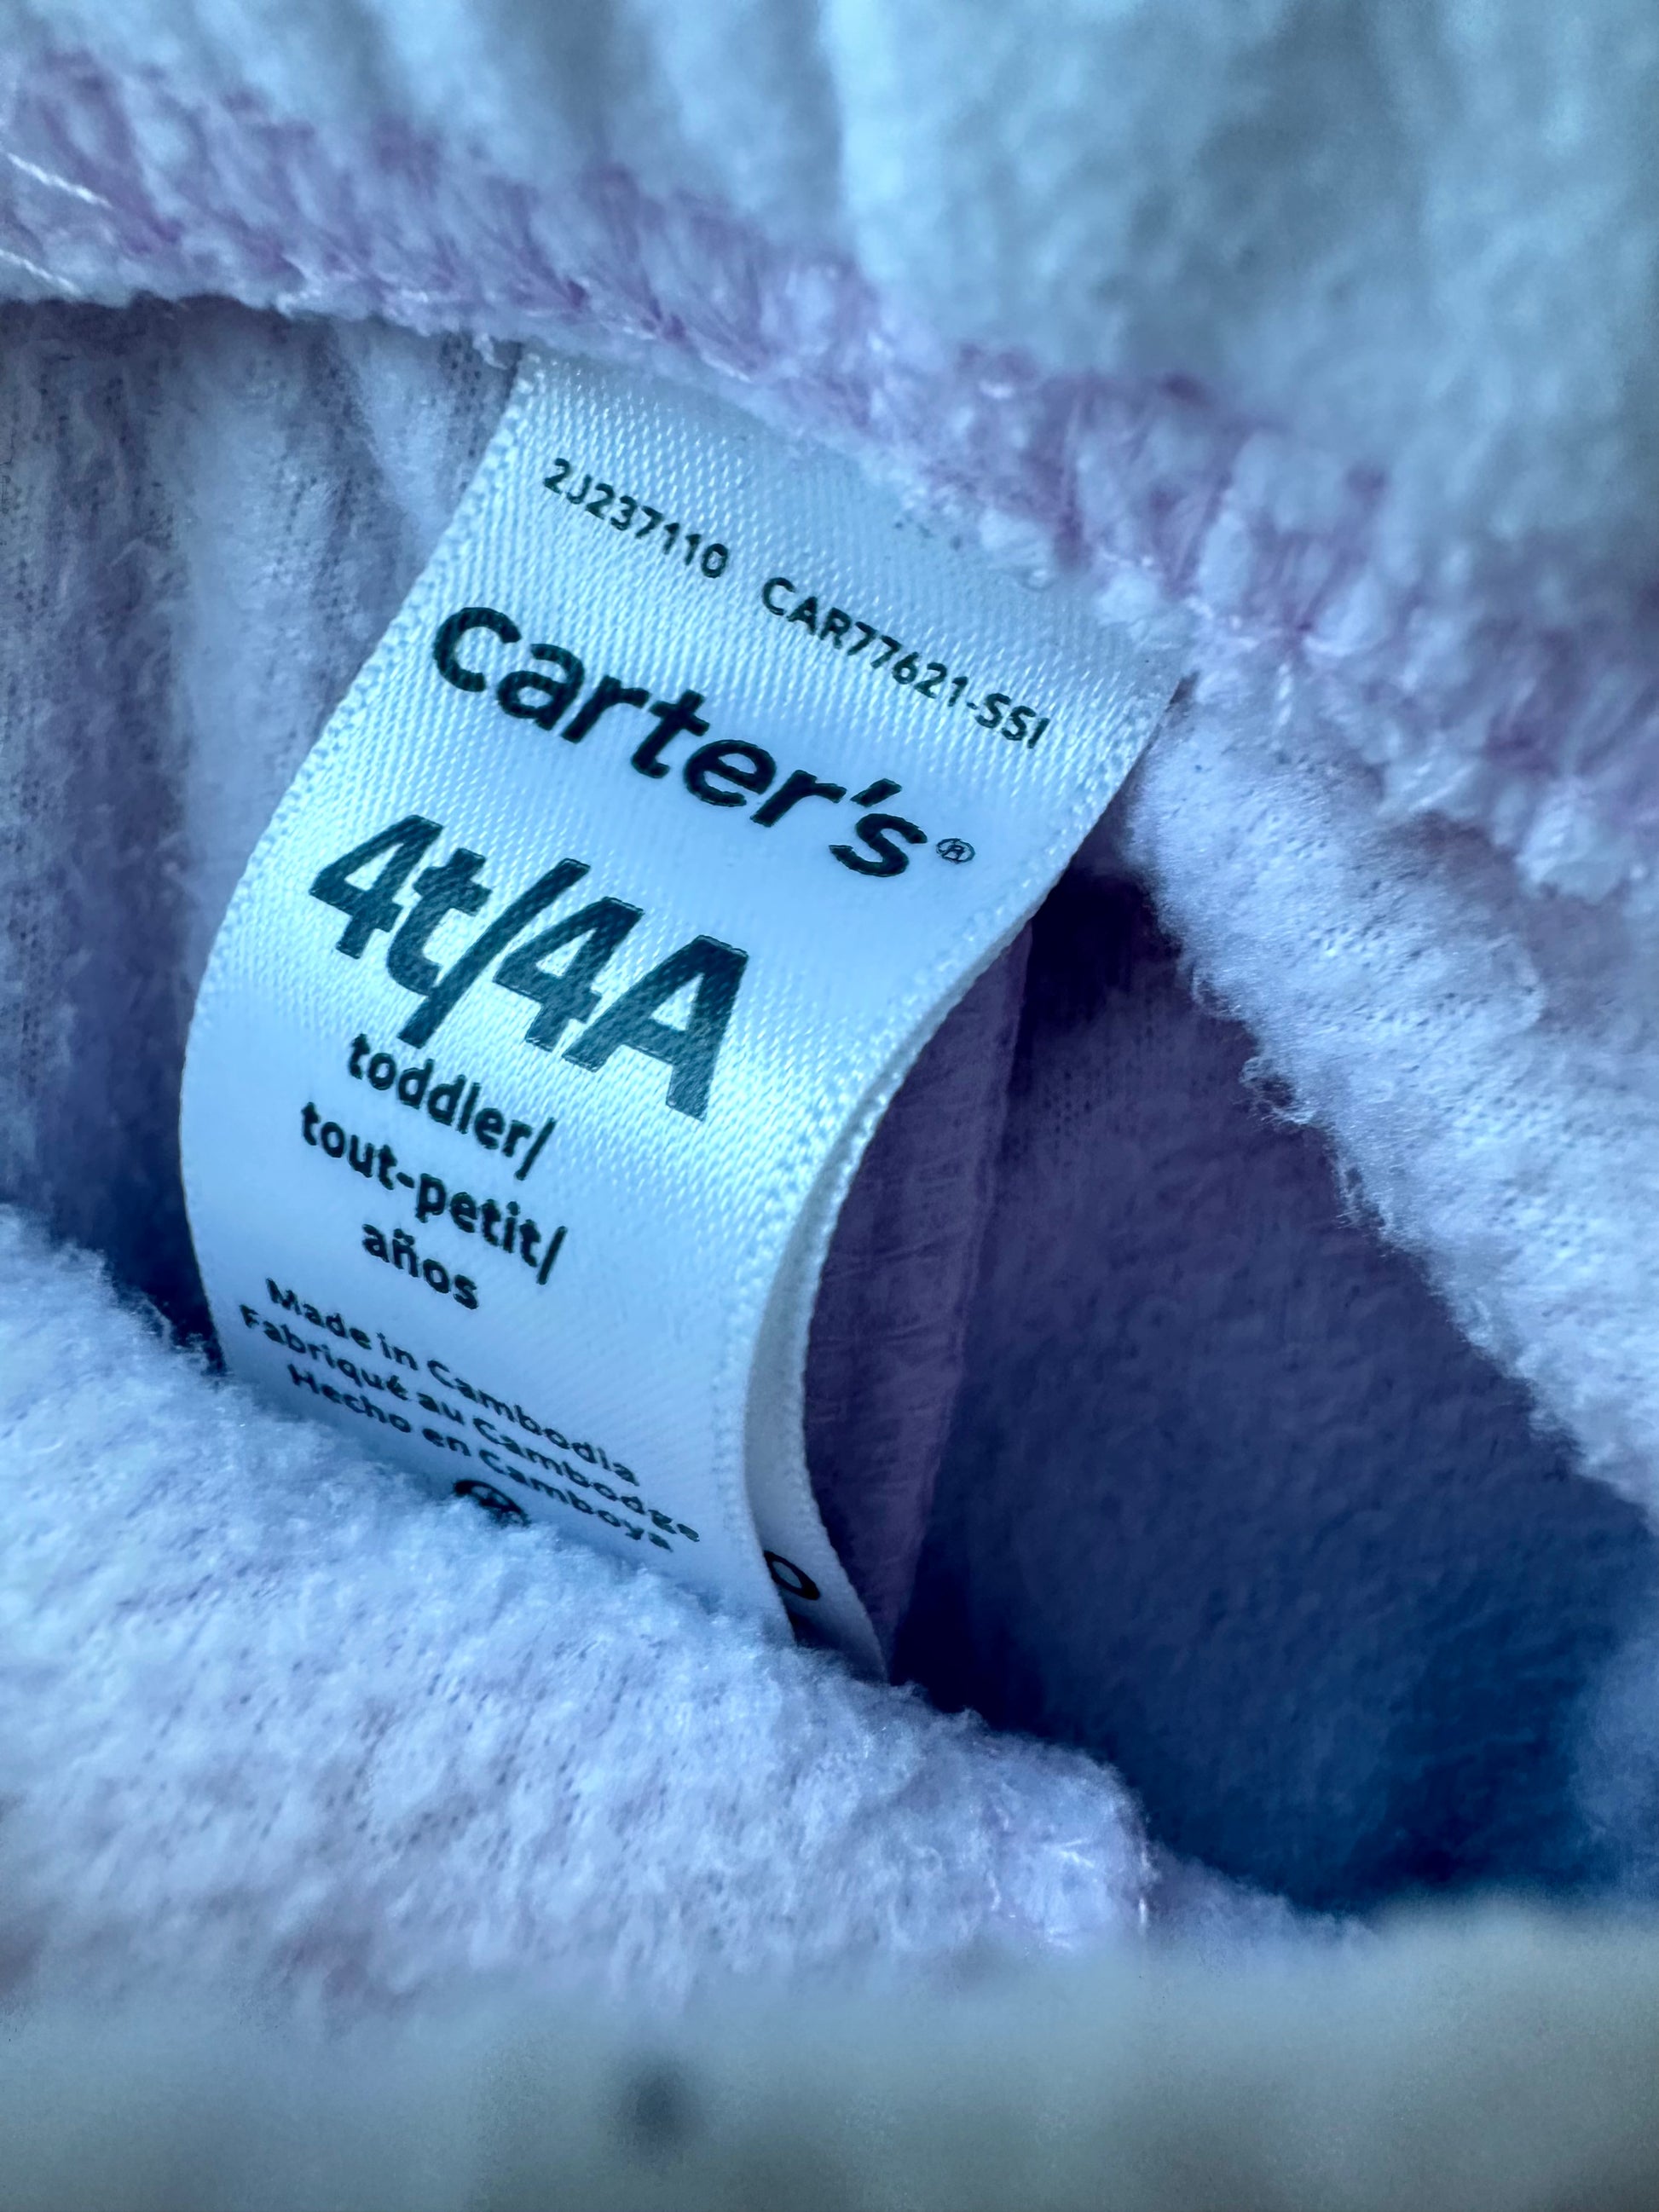 2J237110 CAR77621-SSI
carter's®
4t/4A
toddler/
tout-petit/
años
Made in Cambodia
Fabriqué au Cambodge
Hecho en Camboya